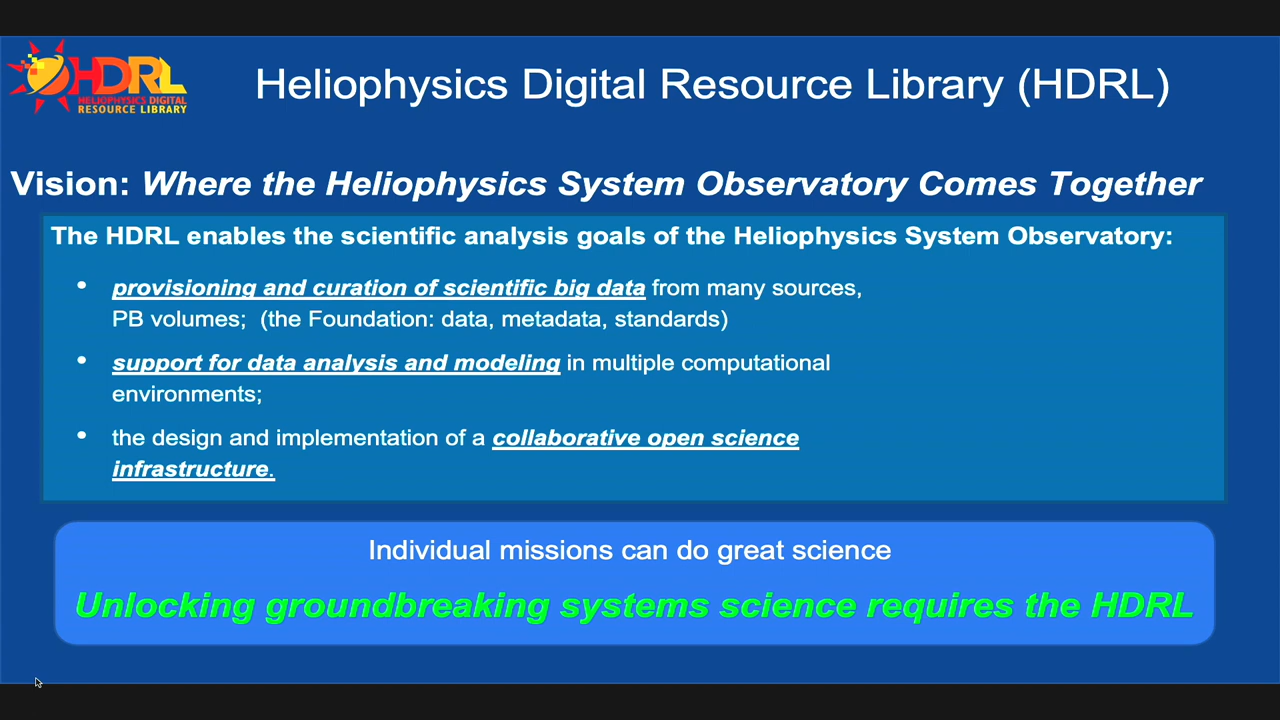 HDRL
HELIOPHYSICS DIGITAL
RESOURCE LIBRARY
Heliophysics Digital Resource Library (HDRL)
Vision: Where the Heliophysics System Observatory Comes Together
The HDRL enables the scientific analysis goals of the Heliophysics System Observatory:
• provisioning and curation of scientific big data from many sources,
PB volumes; (the Foundation: data, metadata, standards)
• support for data analysis and modeling in multiple computational
environments;
• the design and implementation of a collaborative open science
infrastructure.
Individual missions can do great science
Unlocking groundbreaking systems science requires the HDRL